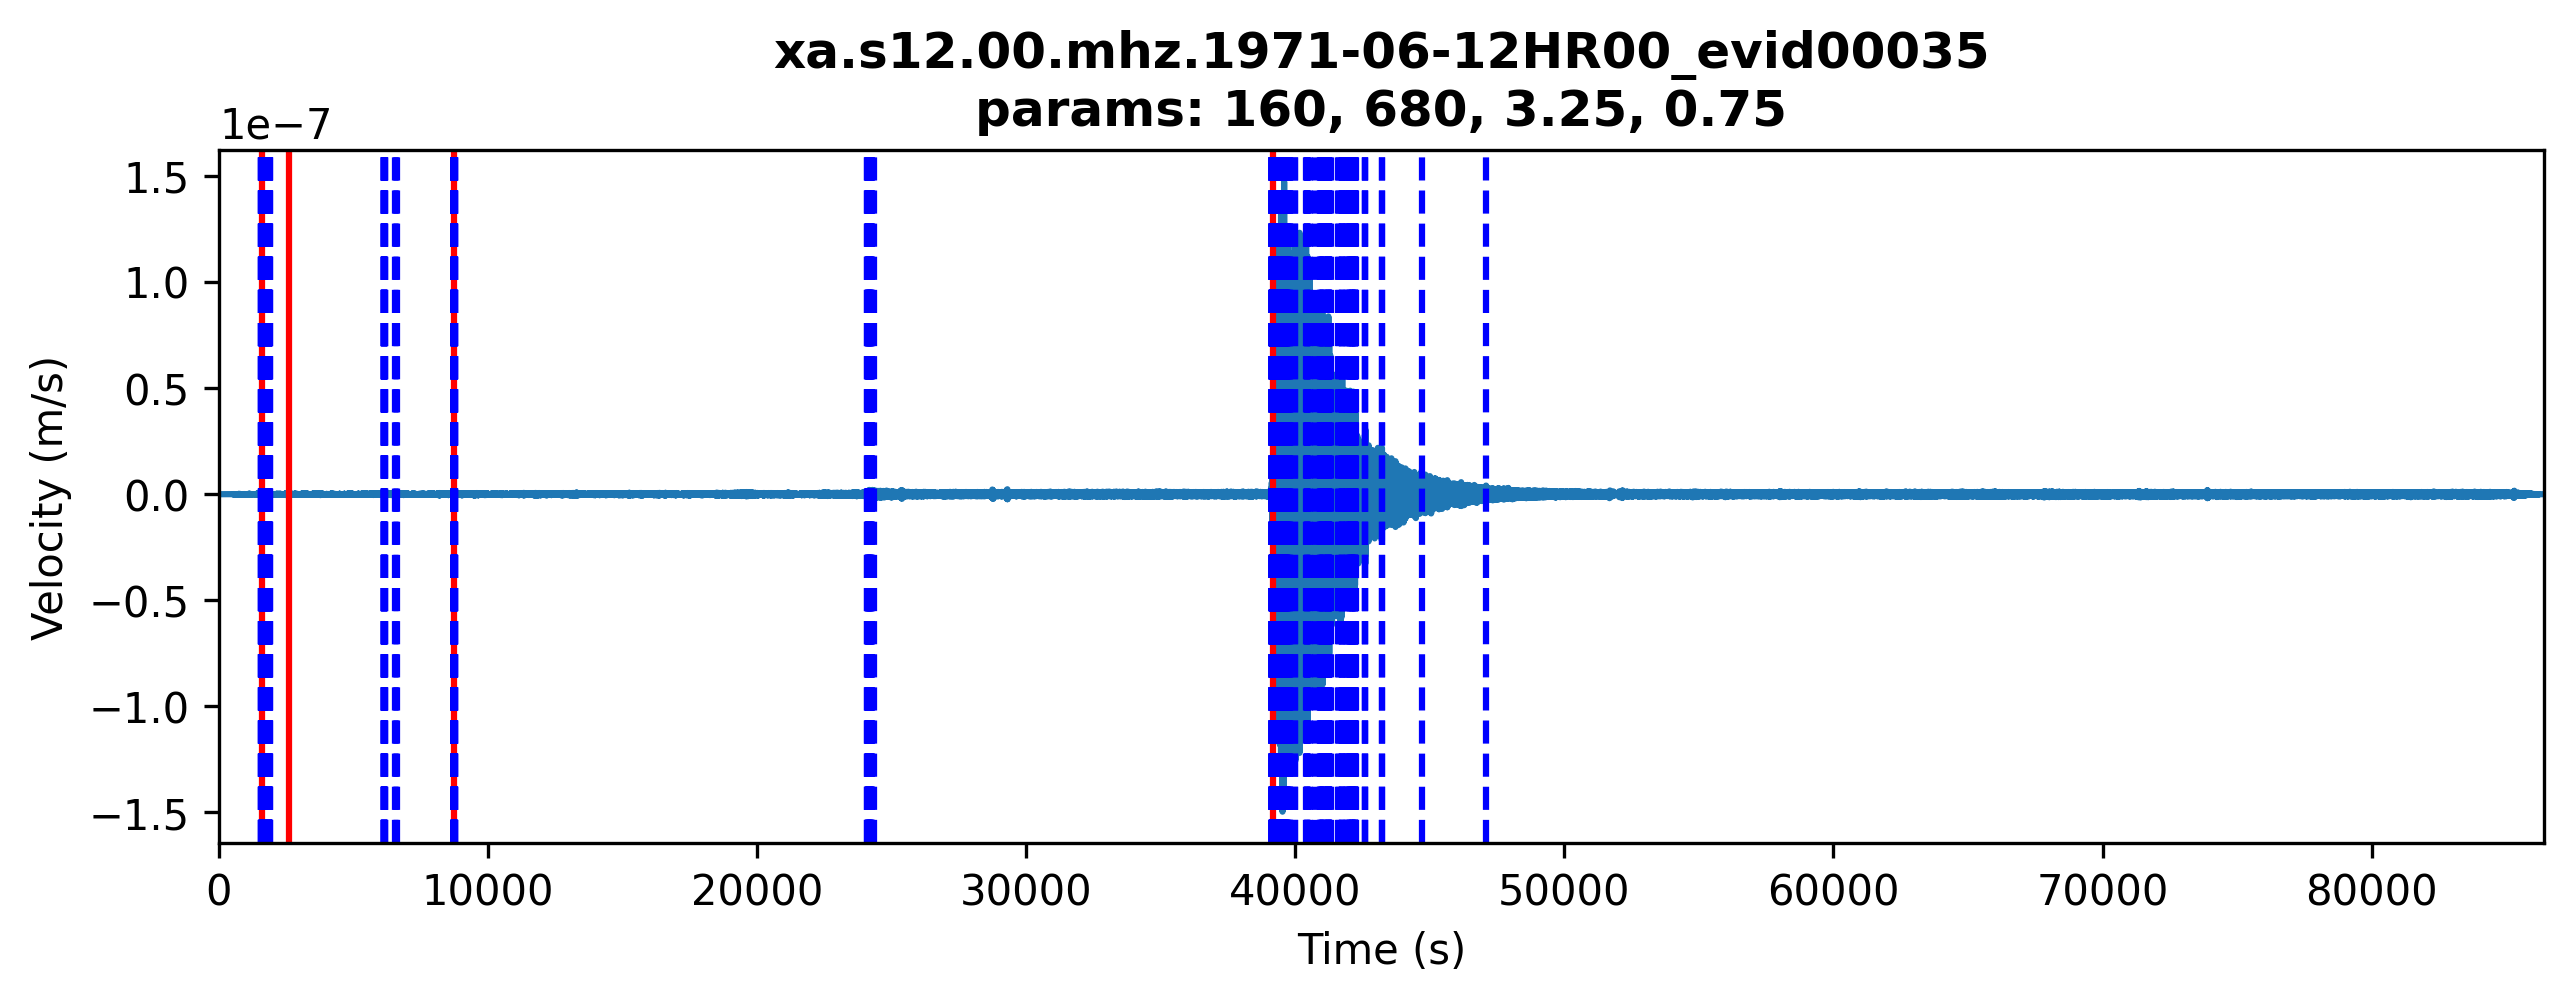 xa.s12.00.mhz.1971-06-12HR00_evid00035
params: 160, 680, 3.25, 0.75
1e−7
1.5
1.0
0.5
0.0
−0.5
−1.0
−1.5
Velocity (m/s)
0 10000 20000 30000 40000 50000 60000 70000 80000
Time (s)